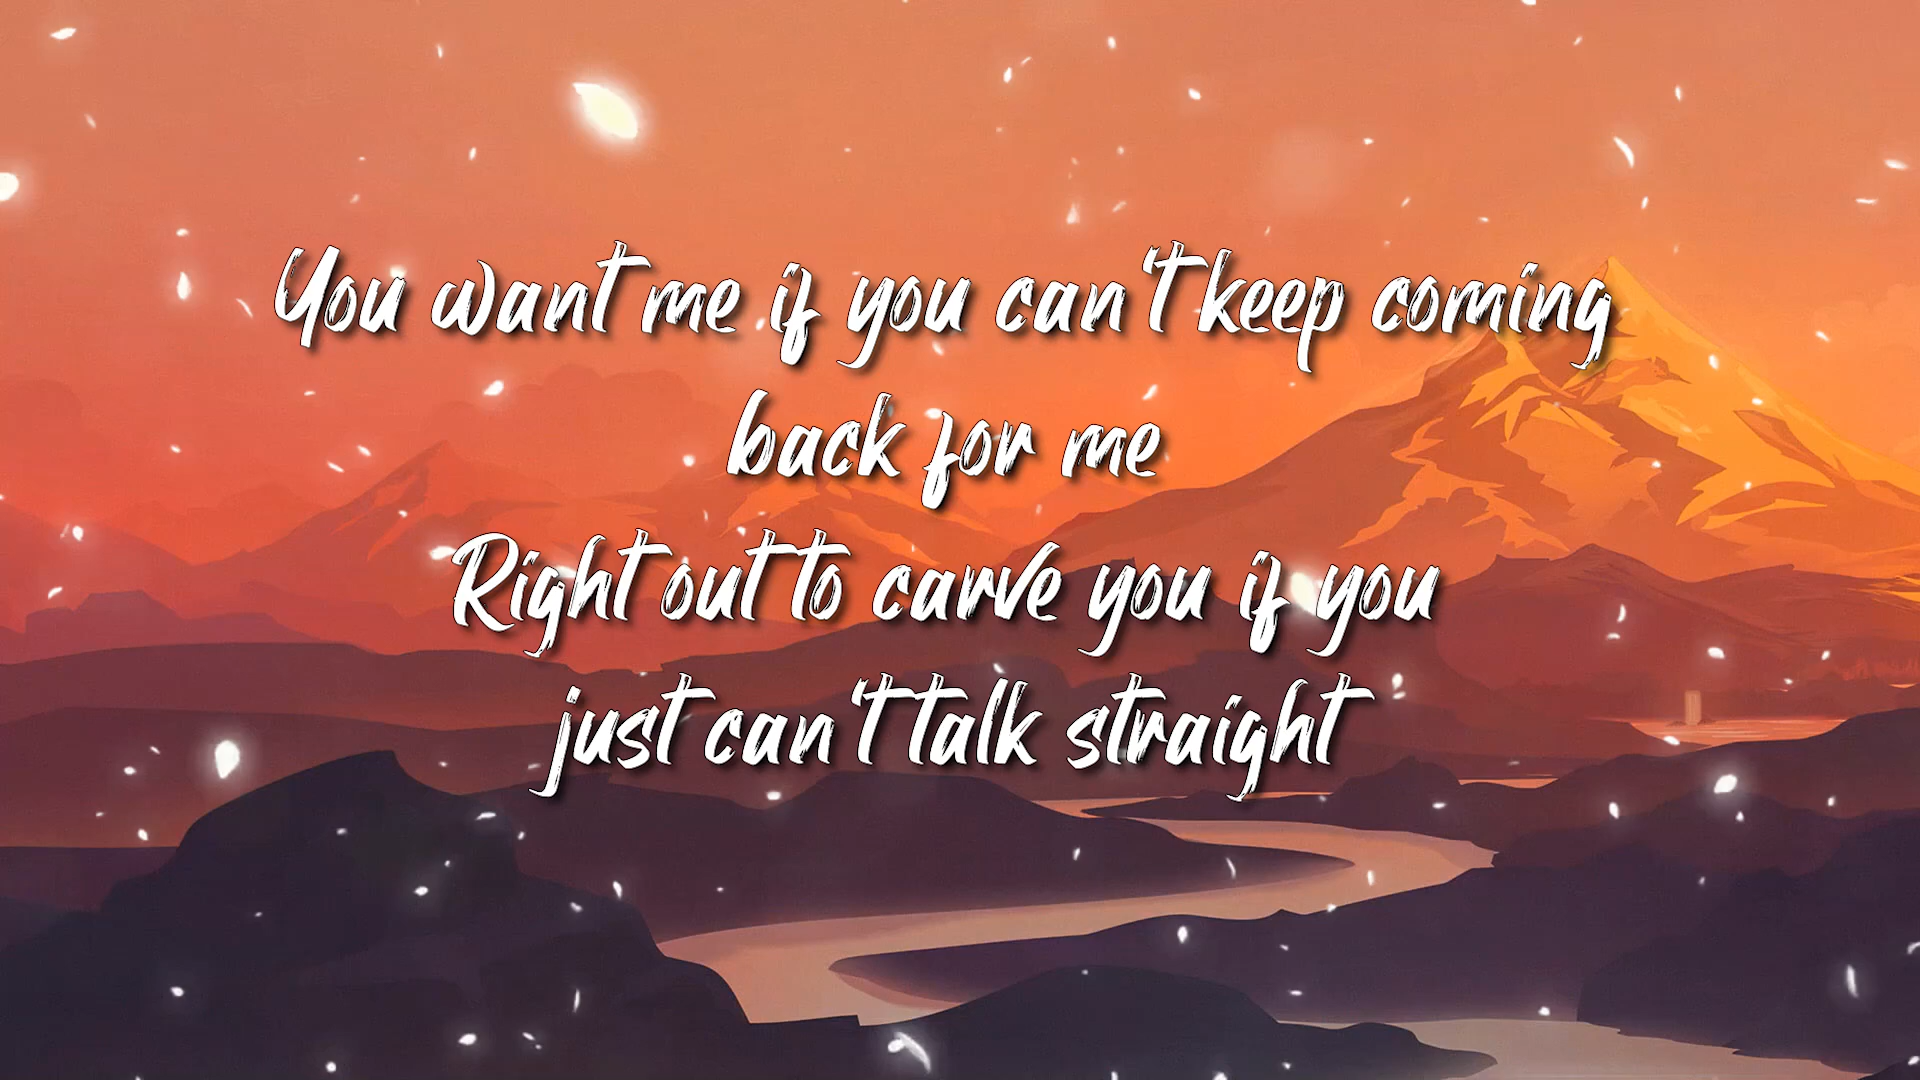 You want me if you can't keep coming
back for me
Right out to carve you if you
just can't talk straight